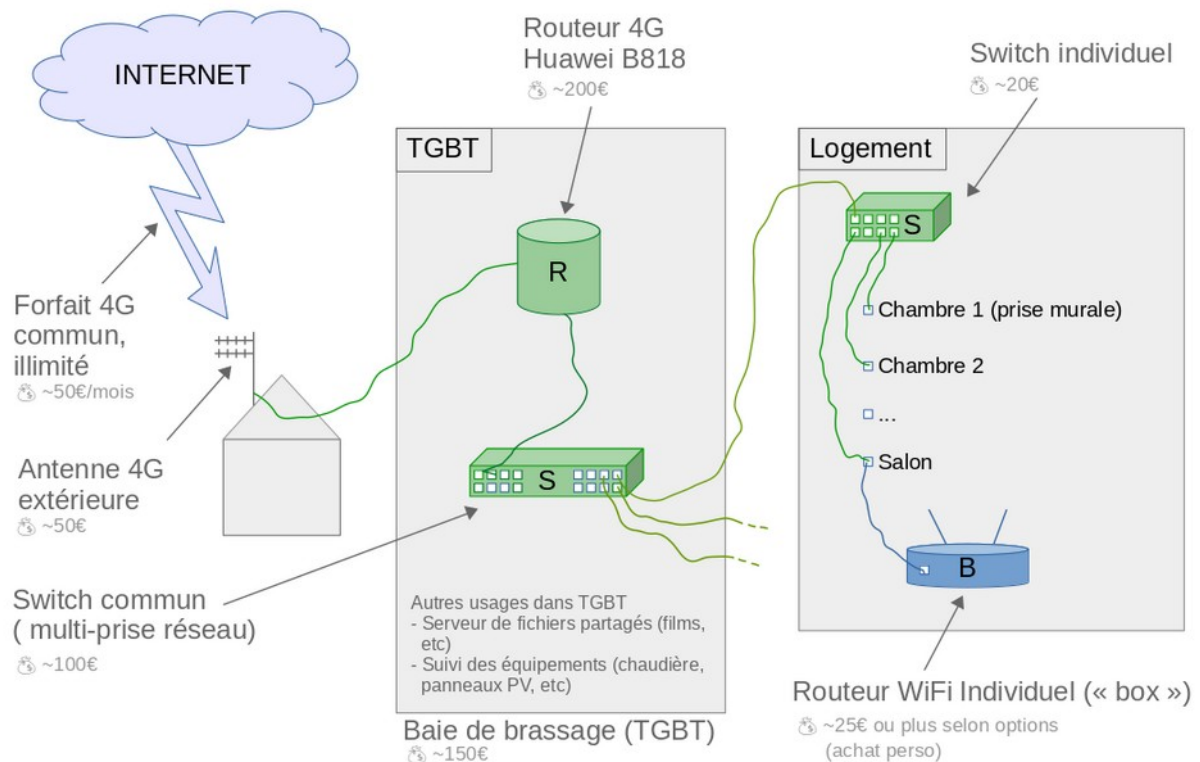 INTERNET
Routeur 4G
Huawei B818
~200€
Switch individuel
~20€
TGBT
Logement
R
S
Forfait 4G
commun,
illimité
~50€/mois
Chambre 1 (prise murale)
Chambre 2
...
Salon
Antenne 4G
extérieure
~50€
S
B
Switch commun
( multi-prise réseau)
~100€
Autres usages dans TGBT
- Serveur de fichiers partagés (films,
etc)
- Suivi des équipements (chaudière,
panneaux PV, etc)
Baie de brassage (TGBT)
~150€
Routeur WiFi Individuel (« box »)
~25€ ou plus selon options
(achat perso)